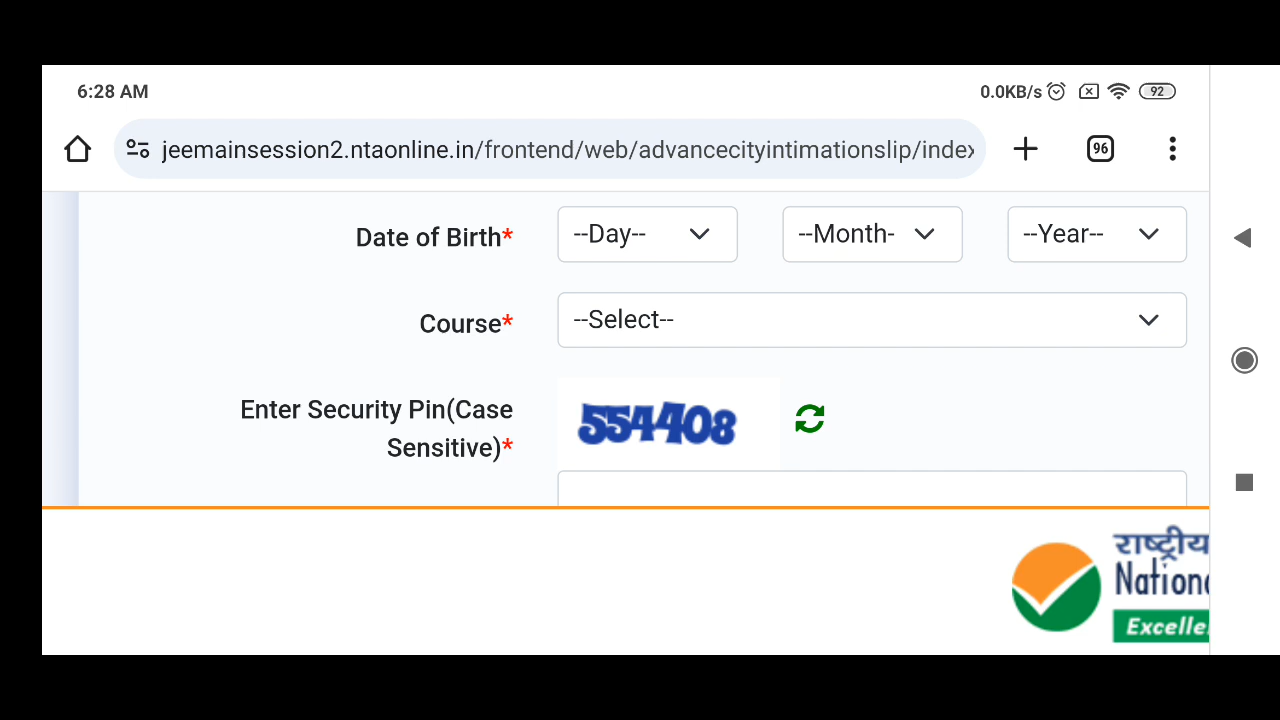 6:28 AM
0.0KB/s
92
jeemainsession2.ntaonline.in/frontend/web/advancecityintimationslip/index
96
Date of Birth*
--Day--
--Month-
--Year--
Course*
--Select--
Enter Security Pin(Case
Sensitive)*
554408
राष्ट्रीय
Nationa
Excelle